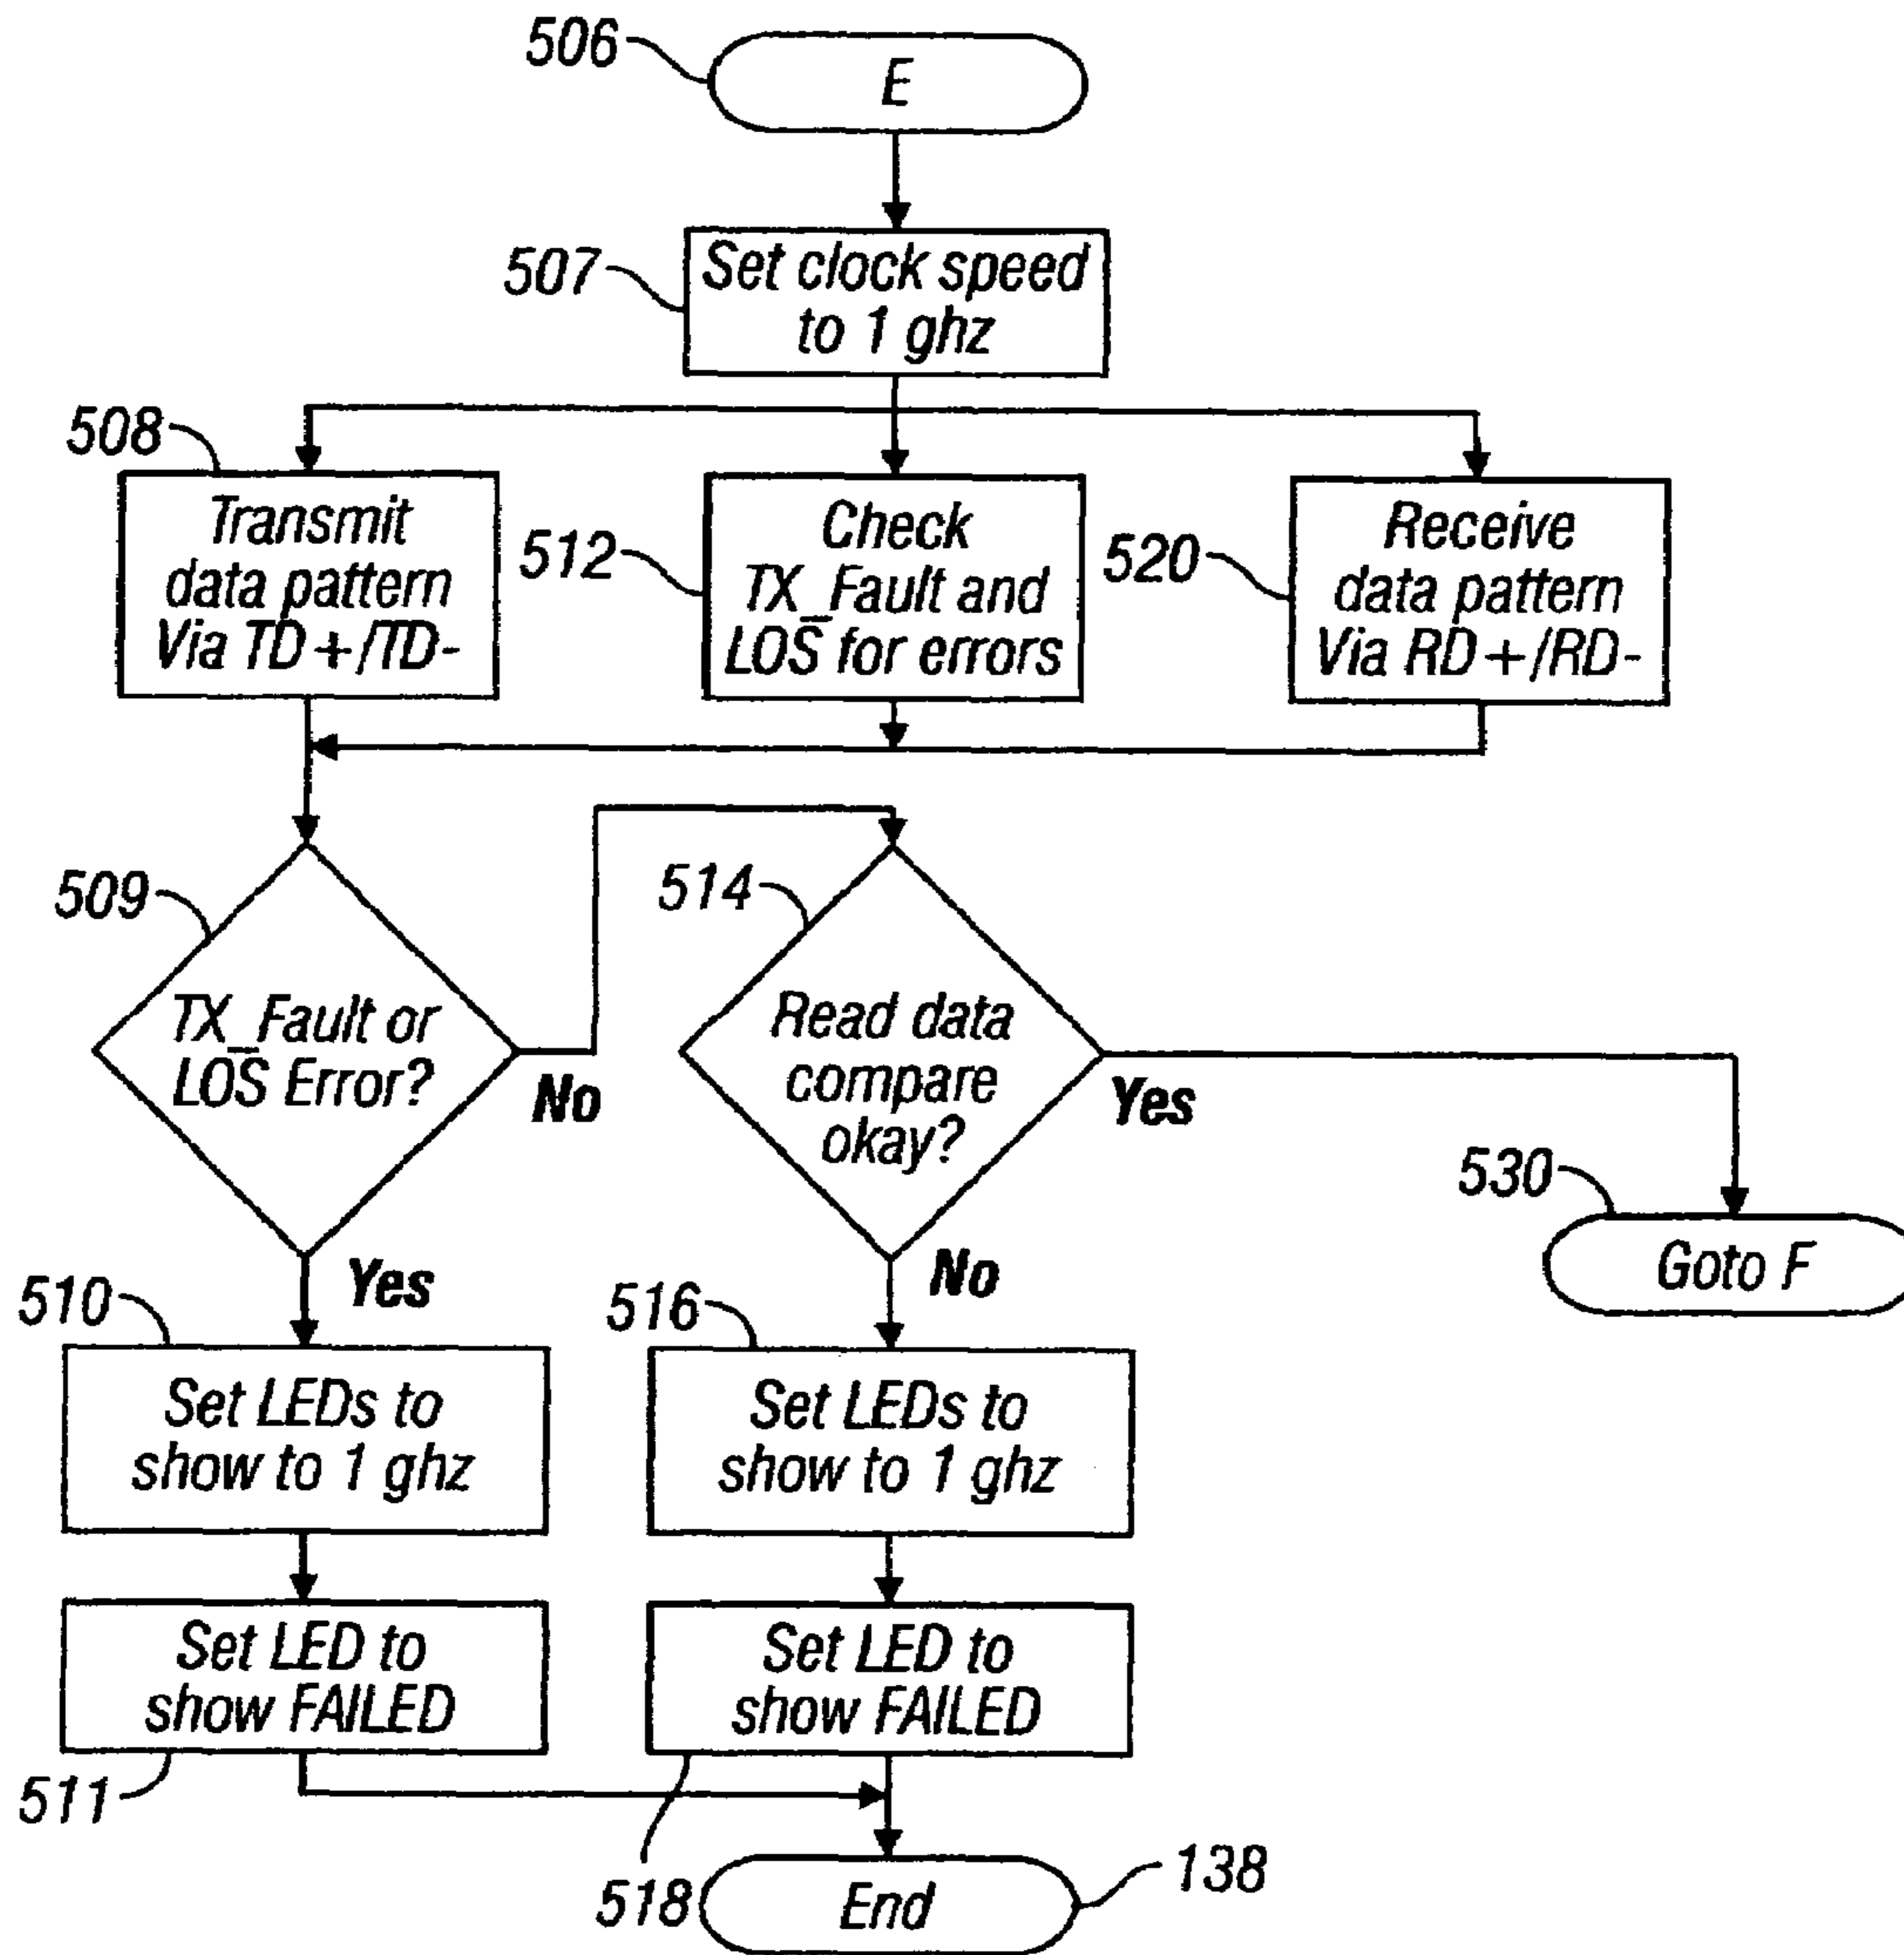 506
E
507
Set clock speed
to 1 ghz
508
Transmit
data pattern
Via TD+/TD-
512
Check
TX_Fault and
LOS for errors
520
Receive
data pattern
Via RD+/RD-
509
TX_Fault or
LOS Error?
No
Yes
514
Read data
compare
okay?
Yes
No
530
Goto F
510
Set LEDs to
show to 1 ghz
516
Set LEDs to
show to 1 ghz
Set LED to
show FAILED
511
Set LED to
show FAILED
518
End
138